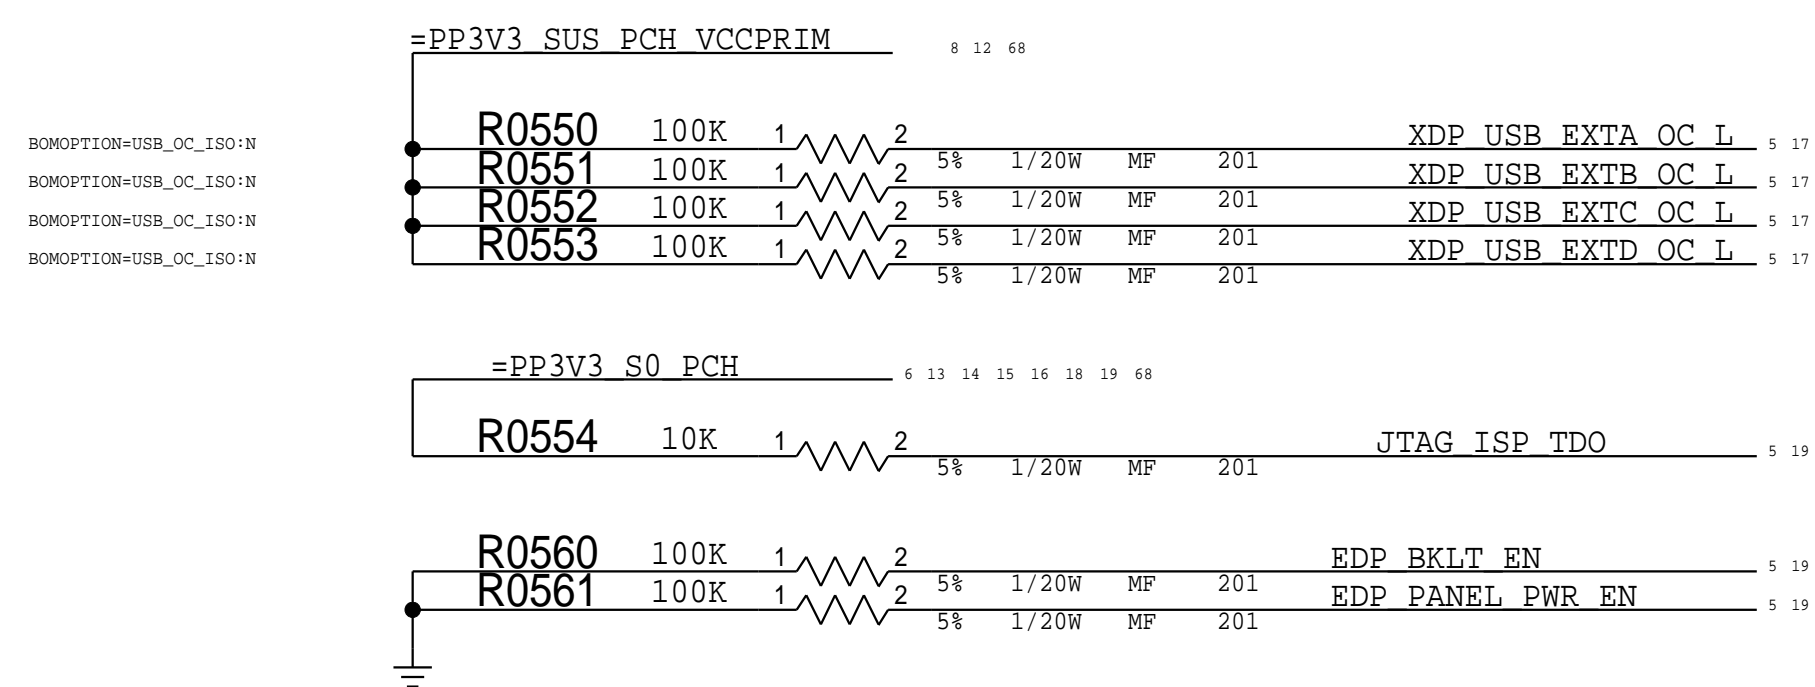 =PP3V3_SUS_PCH_VCCPRIM 8 12 68
BOMOPTION=USB_OC_ISO:N R0550 100K 1 2 XDP_USB_EXTA_OC_L 5 17
5% 1/20W MF 201
BOMOPTION=USB_OC_ISO:N R0551 100K 1 2 XDP_USB_EXTB_OC_L 5 17
5% 1/20W MF 201
BOMOPTION=USB_OC_ISO:N R0552 100K 1 2 XDP_USB_EXTC_OC_L 5 17
5% 1/20W MF 201
BOMOPTION=USB_OC_ISO:N R0553 100K 1 2 XDP_USB_EXTD_OC_L 5 17
5% 1/20W MF 201
=PP3V3_S0_PCH 6 13 14 15 16 18 19 68
R0554 10K 1 2 JTAG_ISP_TDO 5 19
5% 1/20W MF 201
R0560 100K 1 2 EDP_BKLT_EN 5 19
5% 1/20W MF 201
R0561 100K 1 2 EDP_PANEL_PWR_EN 5 19
5% 1/20W MF 201